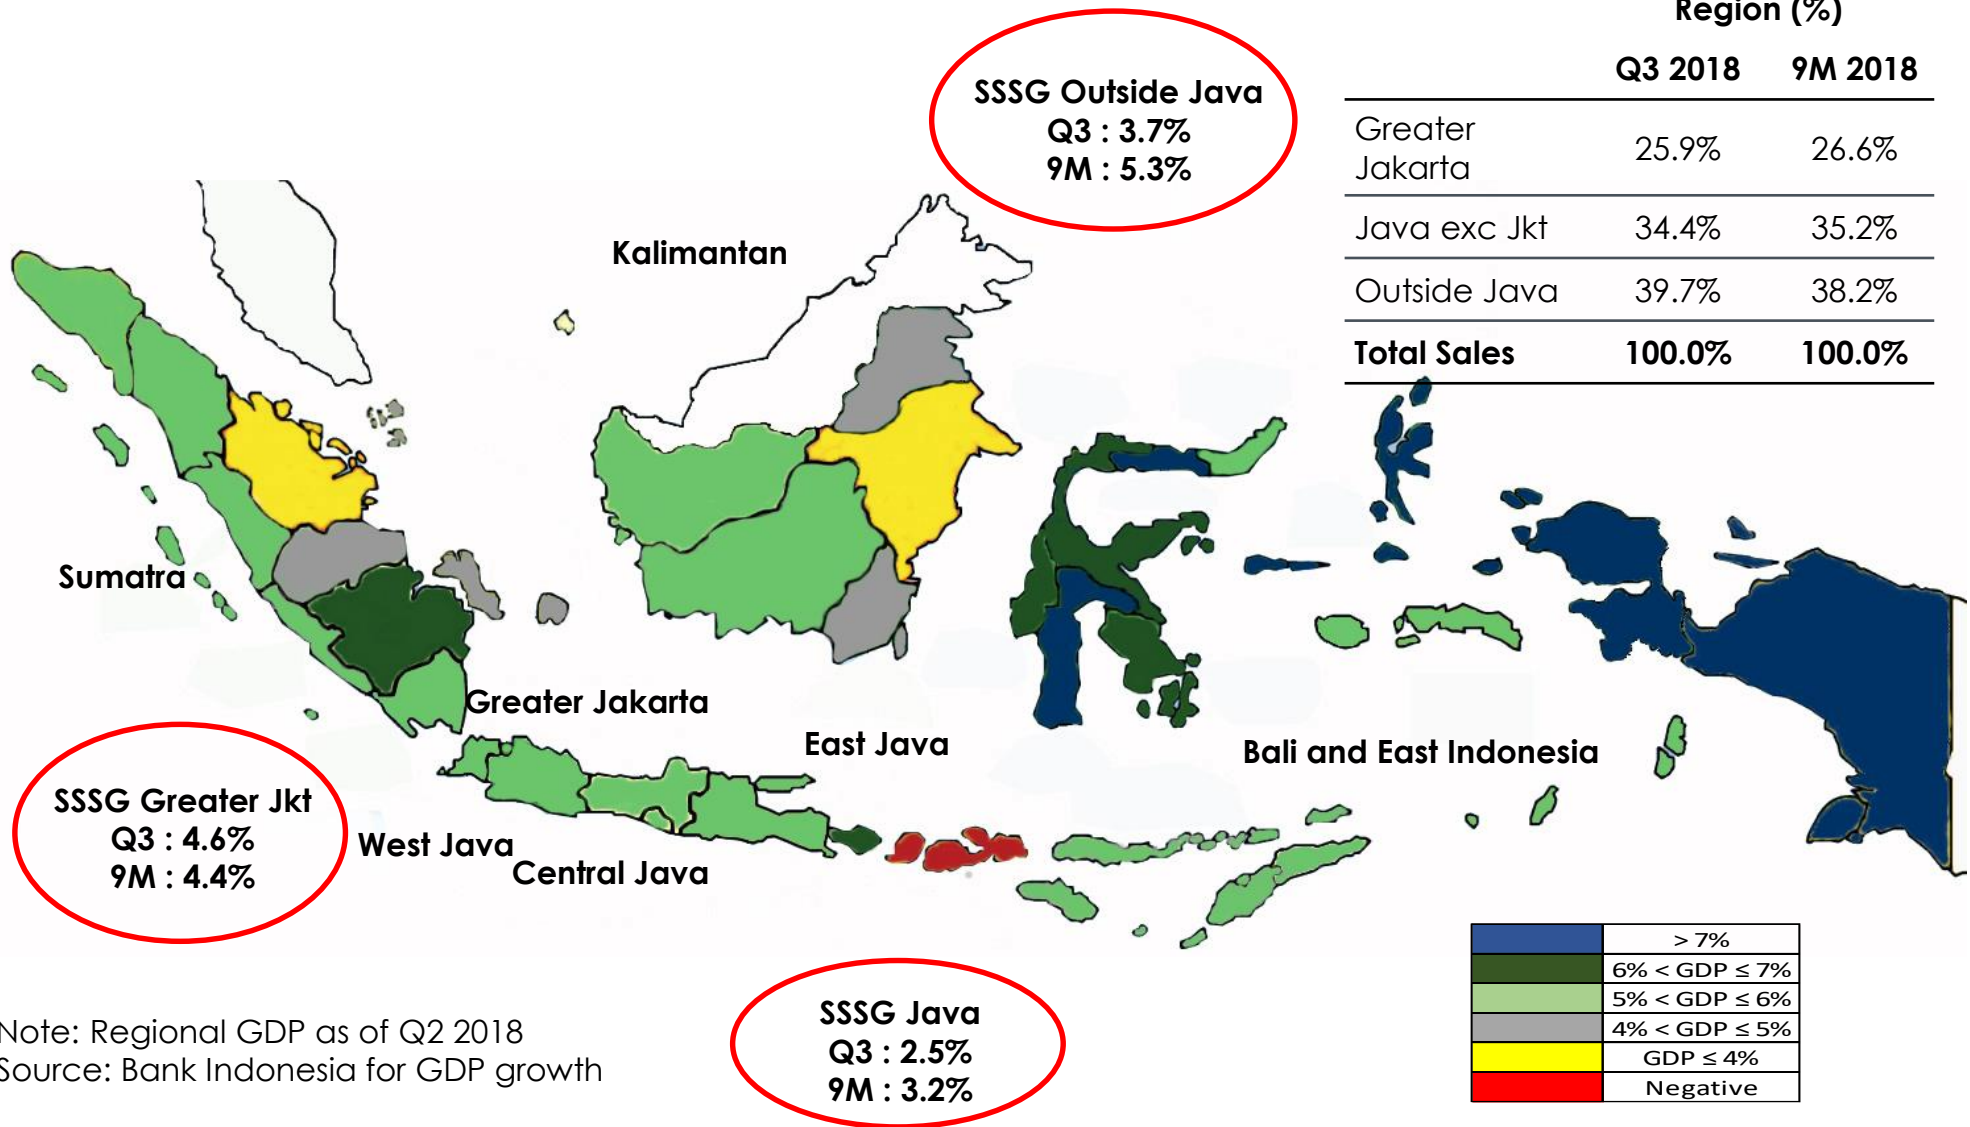 Region (%)
Q3 2018 9M 2018
Greater
Jakarta
25.9% 26.6%
Java exc Jkt 34.4% 35.2%
Outside Java 39.7% 38.2%
Total Sales 100.0% 100.0%
SSSG Outside Java
Q3 : 3.7%
9M : 5.3%
Kalimantan
Sumatra
Greater Jakarta
East Java
Bali and East Indonesia
SSSG Greater Jkt
Q3 : 4.6%
9M : 4.4%
West Java
Central Java
SSSG Java
Q3 : 2.5%
9M : 3.2%
> 7%
6% < GDP ≤ 7%
5% < GDP ≤ 6%
4% < GDP ≤ 5%
GDP ≤ 4%
Negative
Note: Regional GDP as of Q2 2018
Source: Bank Indonesia for GDP growth